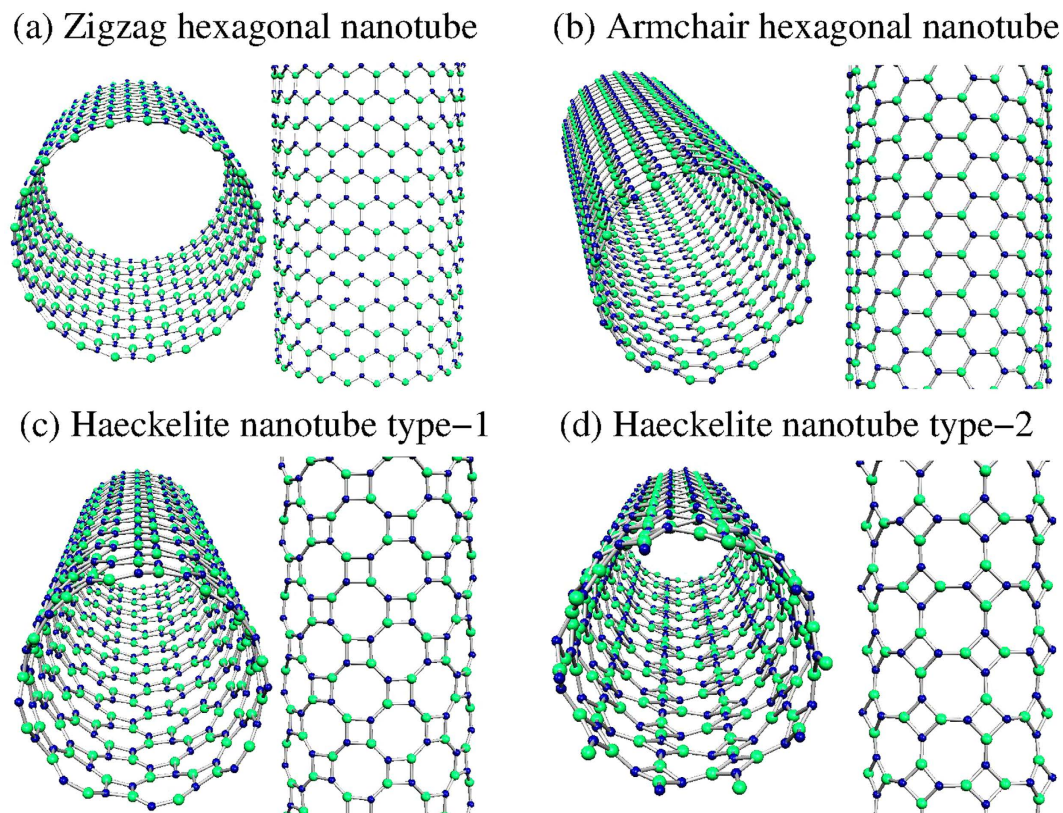 (a) Zigzag hexagonal nanotube
(b) Armchair hexagonal nanotube
(c) Haeckelite nanotube type−1
(d) Haeckelite nanotube type−2